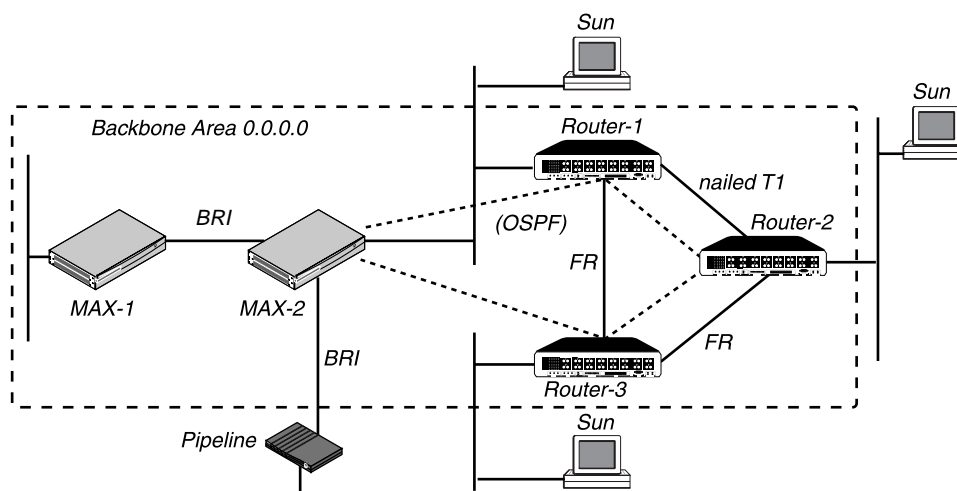 Sun
Sun
Backbone Area 0.0.0.0
Router-1
nailed T1
BRI
(OSPF)
Router-2
FR
MAX-1
MAX-2
BRI
FR
Router-3
Sun
Pipeline